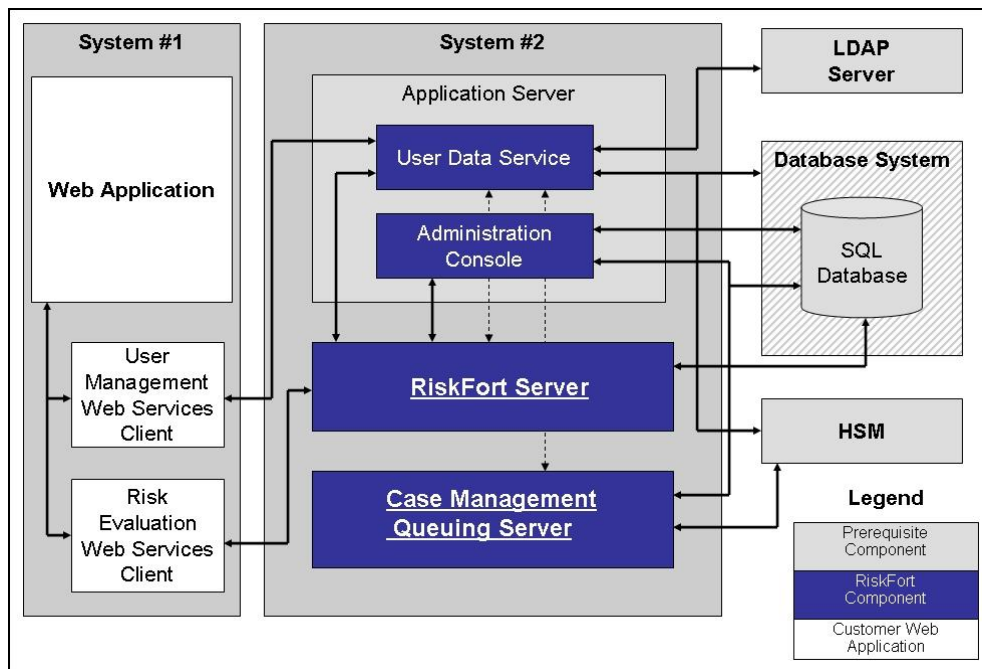 System #1
Web Application
User
Management
Web Services
Client
Risk
Evaluation
Web Services
Client
System #2
Application Server
User Data Service
Administration
Console
RiskFort Server
Case Management
Queuing Server
LDAP
Server
Database System
SQL
Database
HSM
Legend
Prerequisite
Component
RiskFort
Component
Customer Web
Application